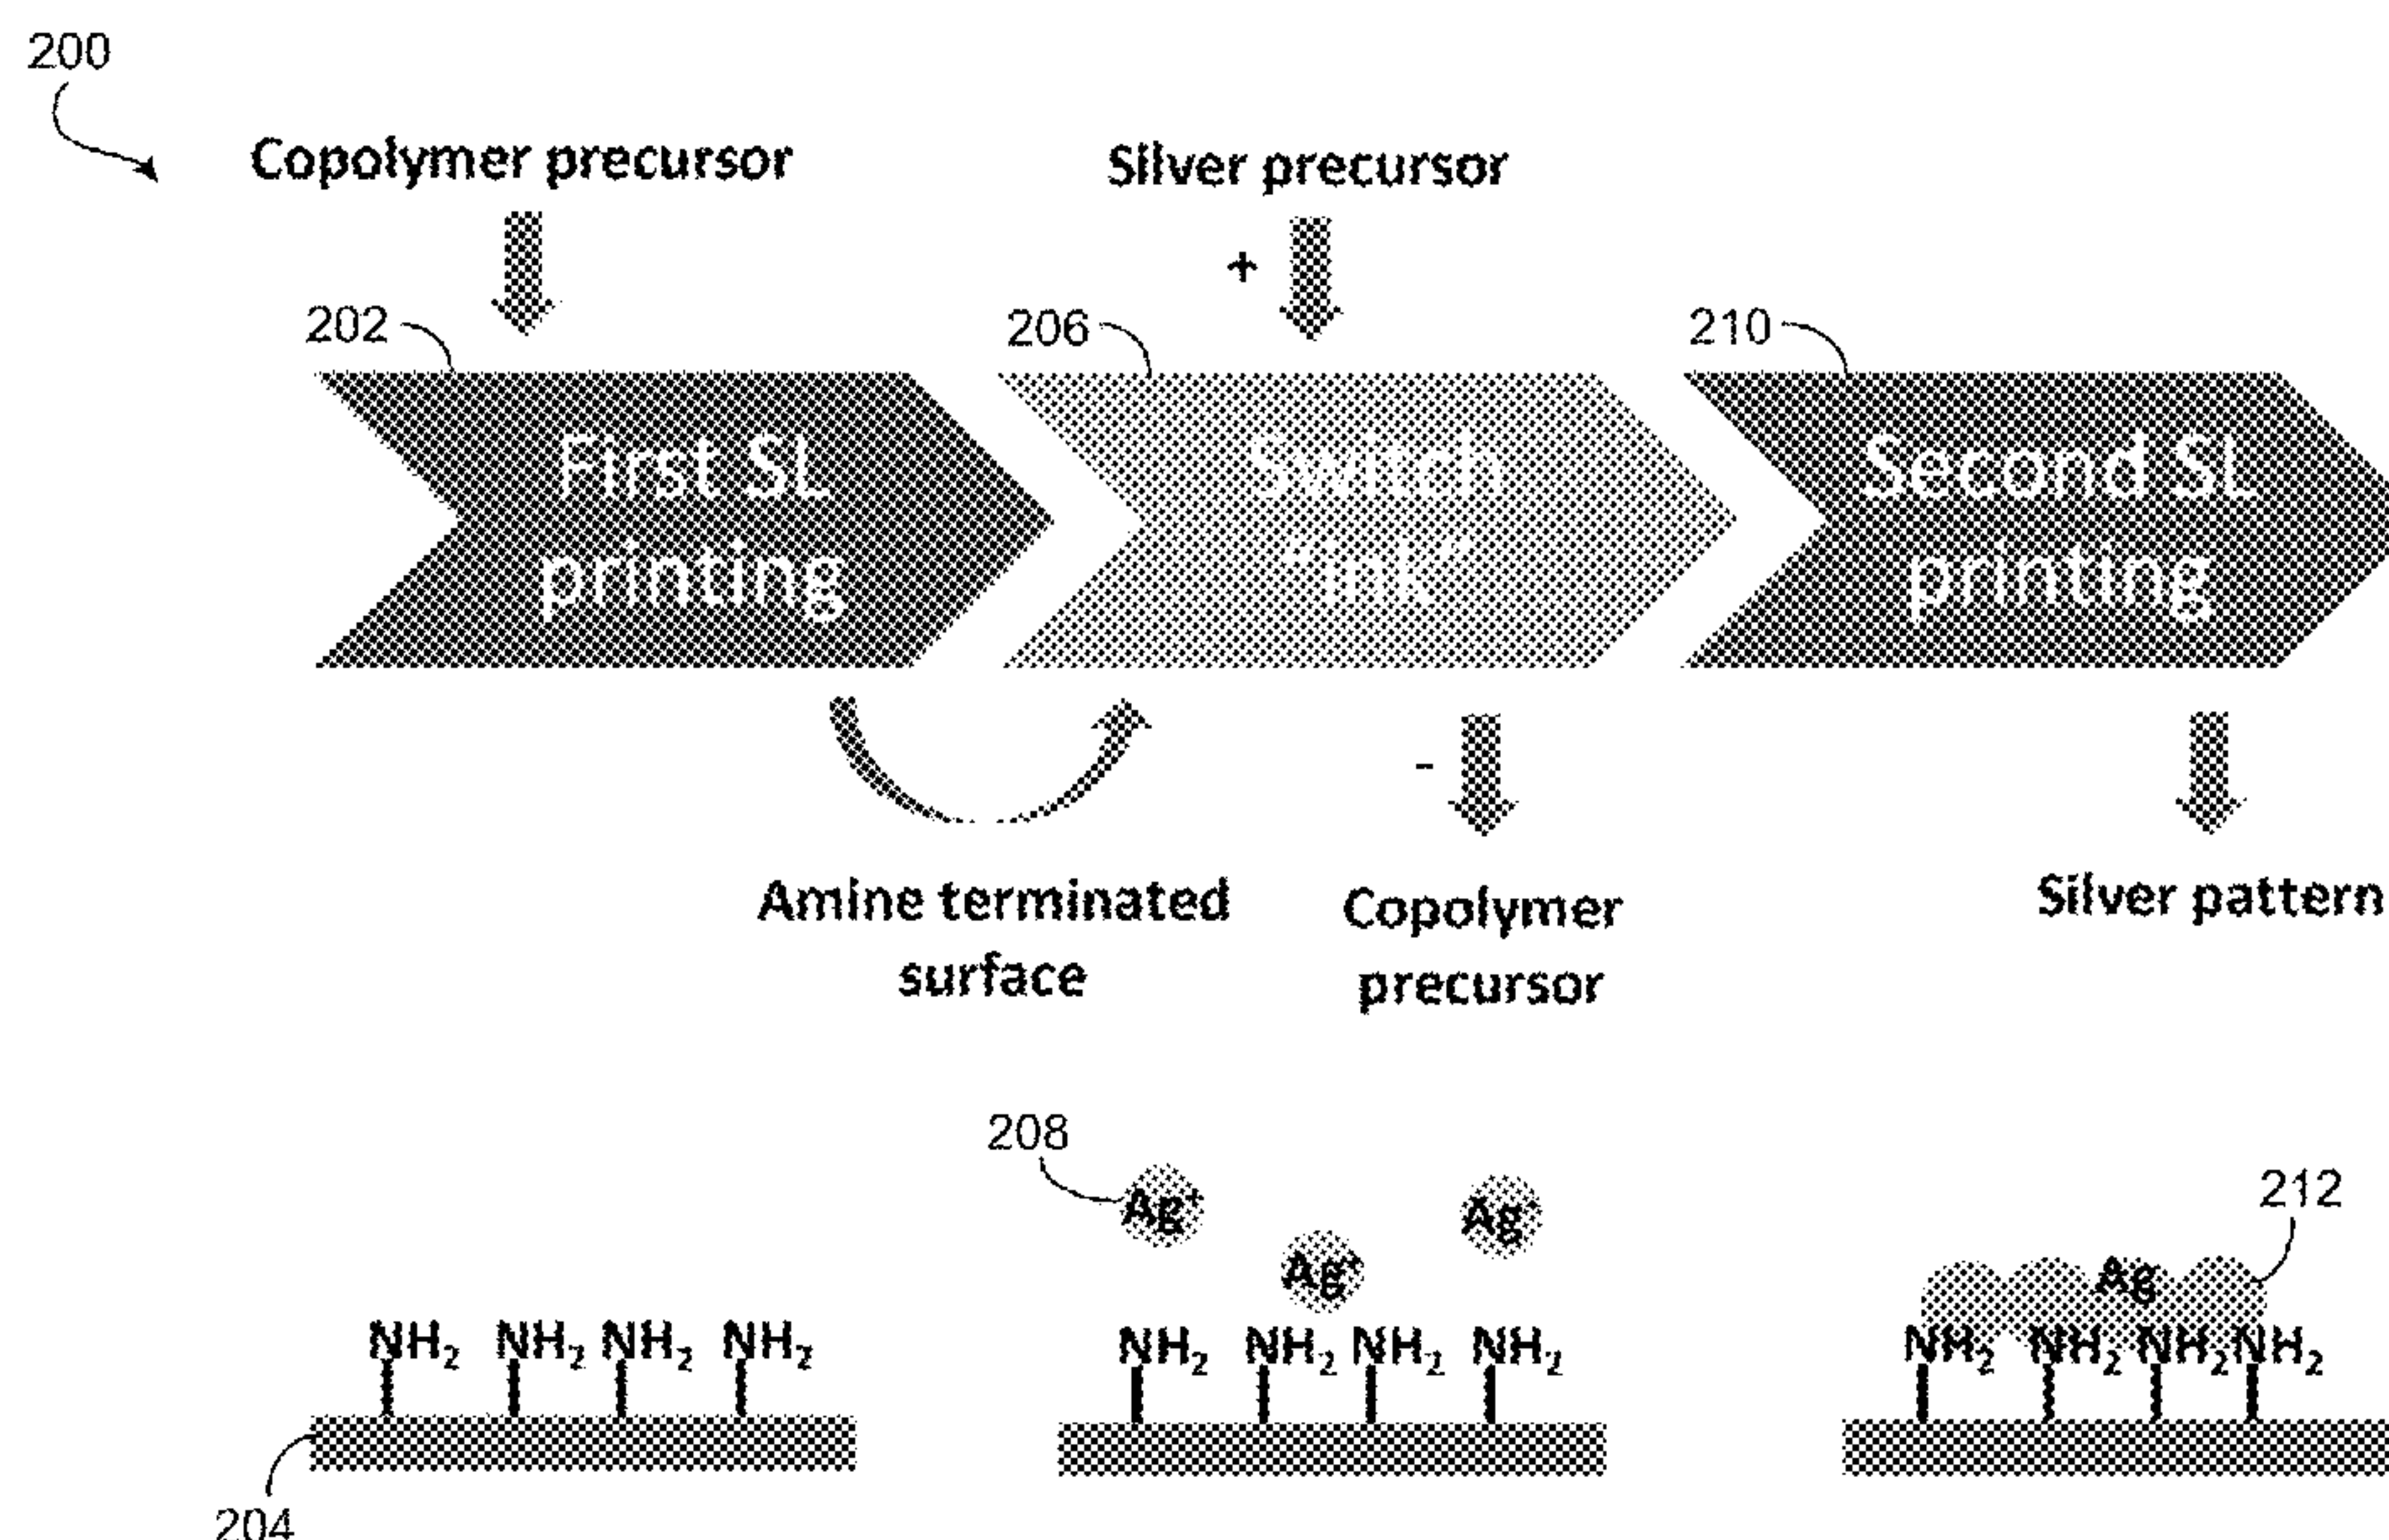 200
Copolymer precursor
Silver precursor
+
202
206
210
First SL
printing
Switch
“ink”
Second SL
printing
-
Amine terminated
surface
Copolymer
precursor
Silver pattern
208
Ag⁺
Ag⁺
Ag⁺
212
Ag
NH₂ NH₂ NH₂ NH₂
NH₂ NH₂ NH₂ NH₂
NH₂ NH₂ NH₂ NH₂
204